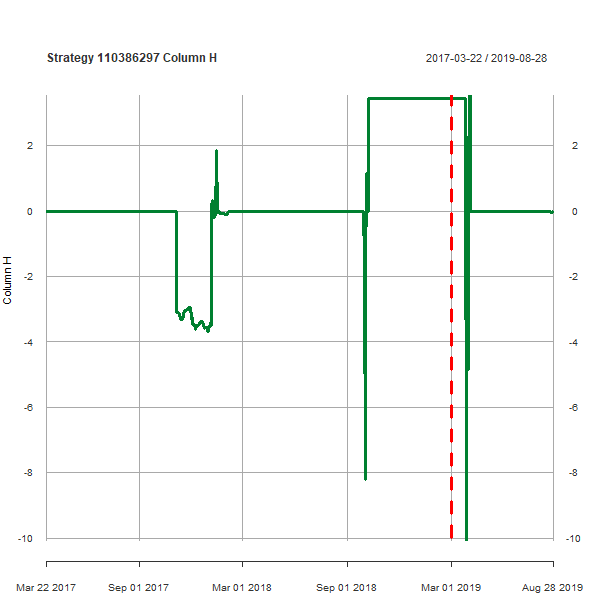 Strategy 110386297 Column H
2017-03-22 / 2019-08-28
Column H
2
0
-2
-4
-6
-8
-10
2
0
-2
-4
-6
-8
-10
Mar 22 2017
Sep 01 2017
Mar 01 2018
Sep 01 2018
Mar 01 2019
Aug 28 2019